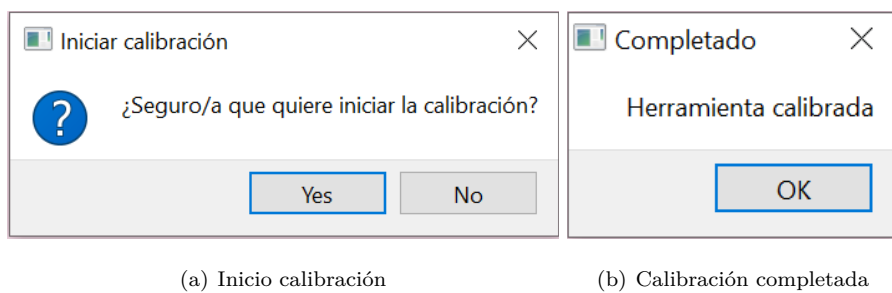 Iniciar calibración
¿Seguro/a que quiere iniciar la calibración?
Yes
No
Completado
Herramienta calibrada
OK
(a) Inicio calibración
(b) Calibración completada